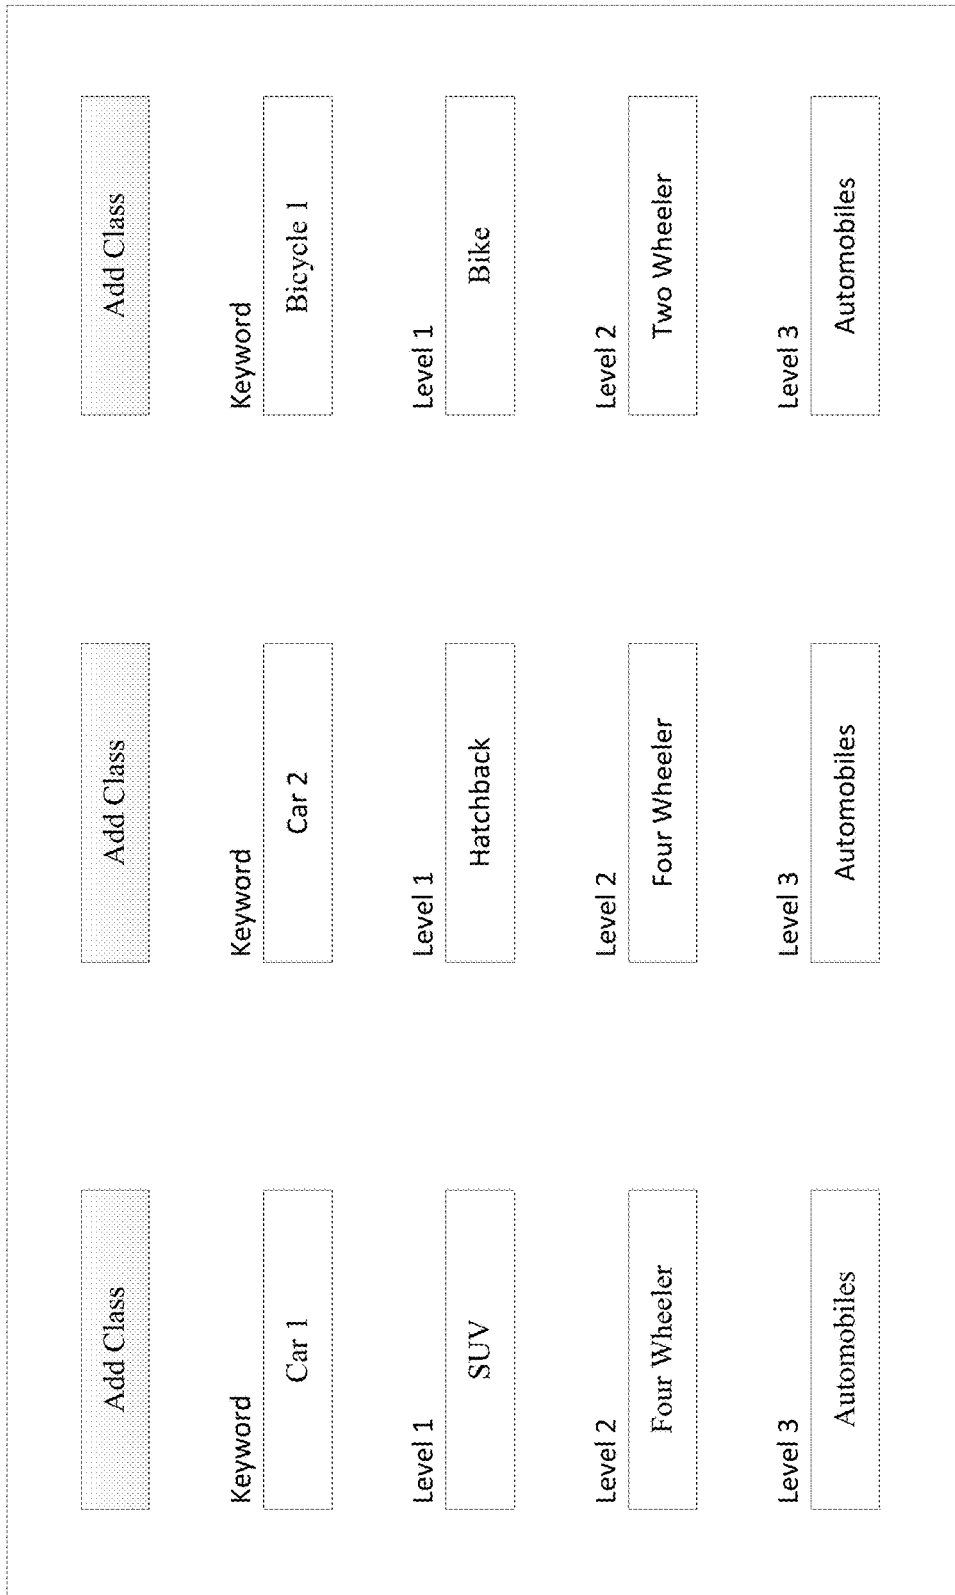 Add Class
Keyword
Car 1
Level 1
SUV
Level 2
Four Wheeler
Level 3
Automobiles
Add Class
Keyword
Car 2
Level 1
Hatchback
Level 2
Four Wheeler
Level 3
Automobiles
Add Class
Keyword
Bicycle 1
Level 1
Bike
Level 2
Two Wheeler
Level 3
Automobiles